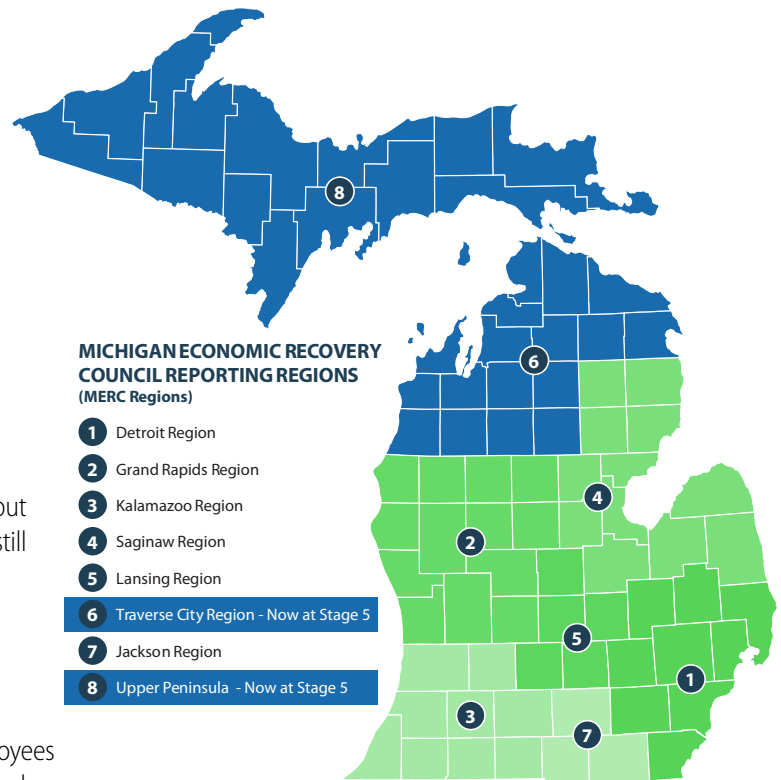 8
6
MICHIGAN ECONOMIC RECOVERY
COUNCIL REPORTING REGIONS
(MERC Regions)
1 Detroit Region
2 Grand Rapids Region
3 Kalamazoo Region
4 Saginaw Region
5 Lansing Region
6 Traverse City Region - Now at Stage 5
7 Jackson Region
8 Upper Peninsula - Now at Stage 5
still
oyees
4
2
5
1
3
7